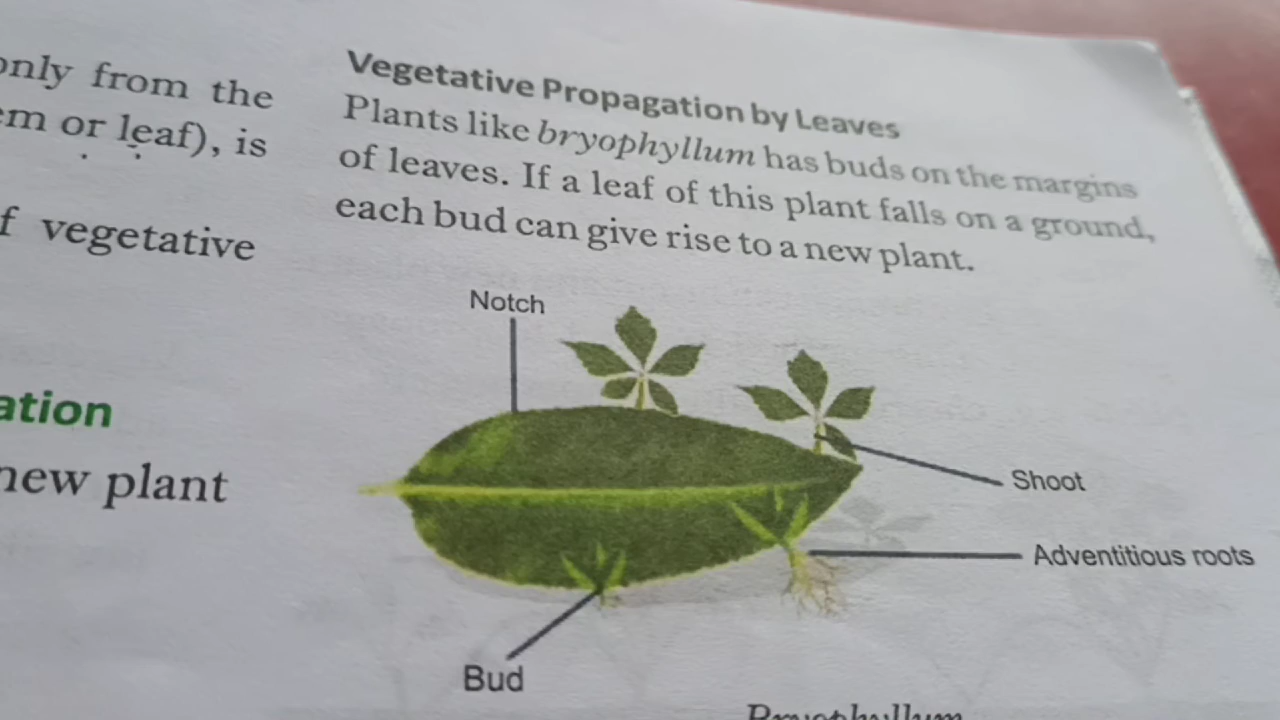 only from the
em or leaf), is
f vegetative
ation
new plant
Vegetative Propagation by Leaves
Plants like bryophyllum has buds on the margins
of leaves. If a leaf of this plant falls on a ground,
each bud can give rise to a new plant.
Notch
Shoot
Adventitious roots
Bud
Bryophyllum